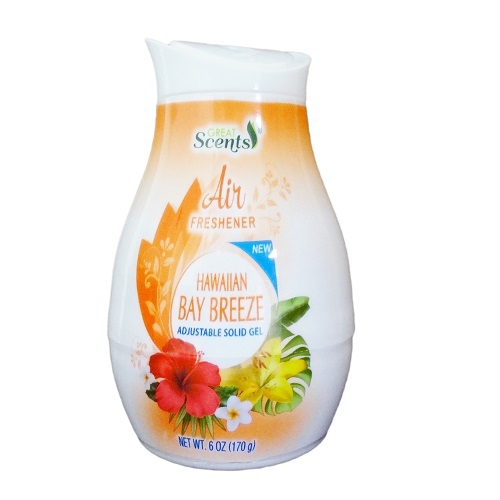 GREAT
Scents
Air
FRESHENER
NEW
HAWAIIAN
BAY BREEZE
ADJUSTABLE SOLID GEL
NET WT. 6 OZ (170 g)